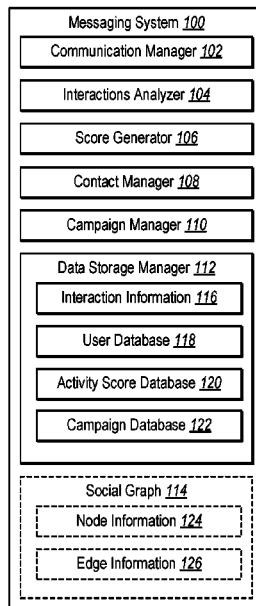 Messaging System 100
Communication Manager 102
Interactions Analyzer 104
Score Generator 106
Contact Manager 108
Campaign Manager 110
Data Storage Manager 112
Interaction Information 116
User Database 118
Activity Score Database 120
Campaign Database 122
Social Graph 114
Node Information 124
Edge Information 126